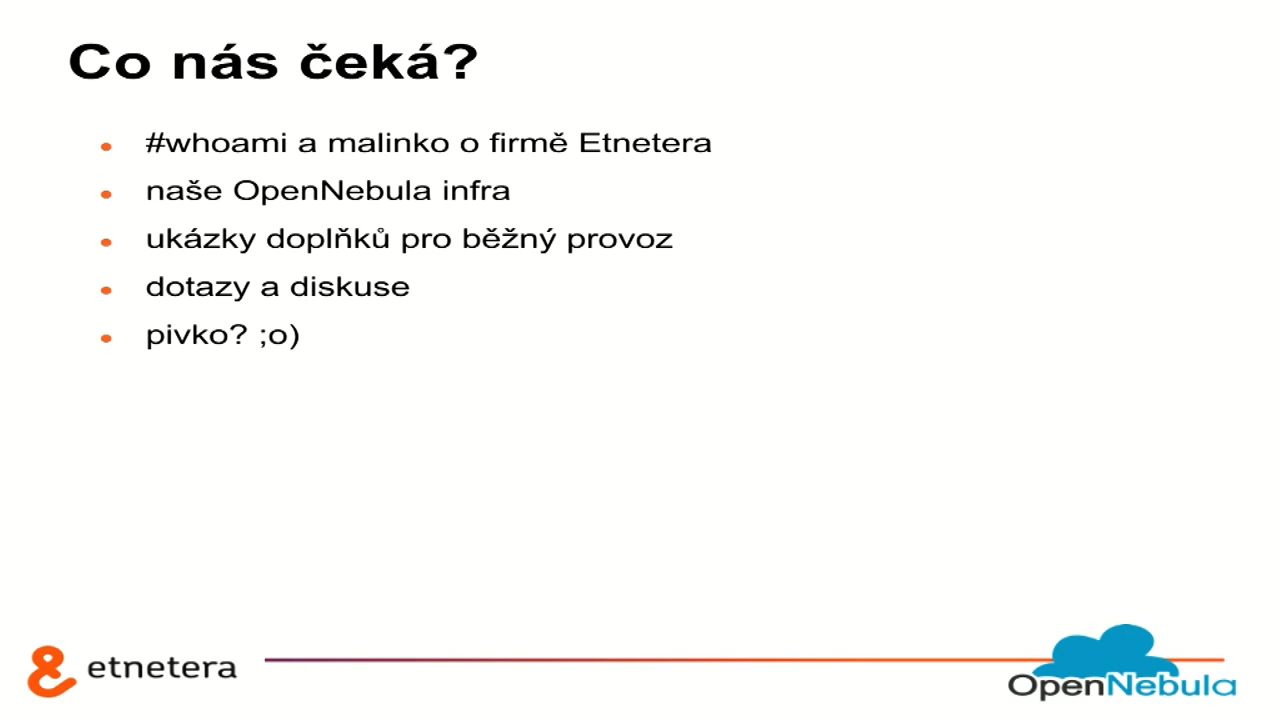 Co nás čeká?
#whoami a malinko o firmě Etnetera
naše OpenNebula infra
ukázky doplňků pro běžný provoz
dotazy a diskuse
pivko? ;o)
etnetera
OpenNebula